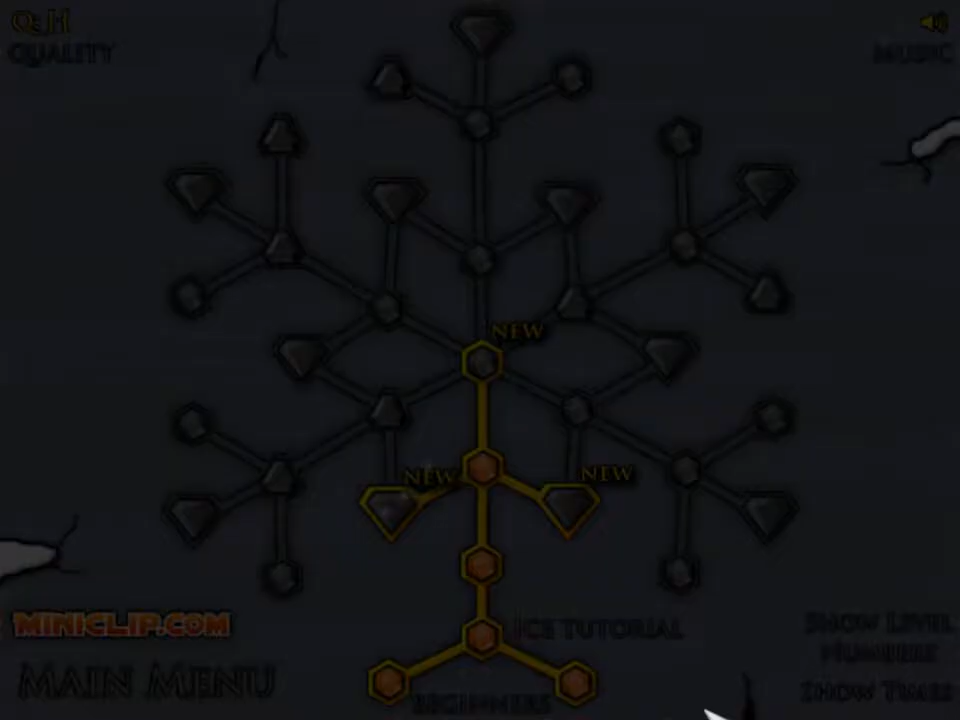 Q: H
QUALITY
MUSIC
NEW
NEW
NEW
MINICLIP.COM
ICE TUTORIAL
SHOW LEVEL
NUMBERS
MAIN MENU
SHOW TIMES
BEGINNERS